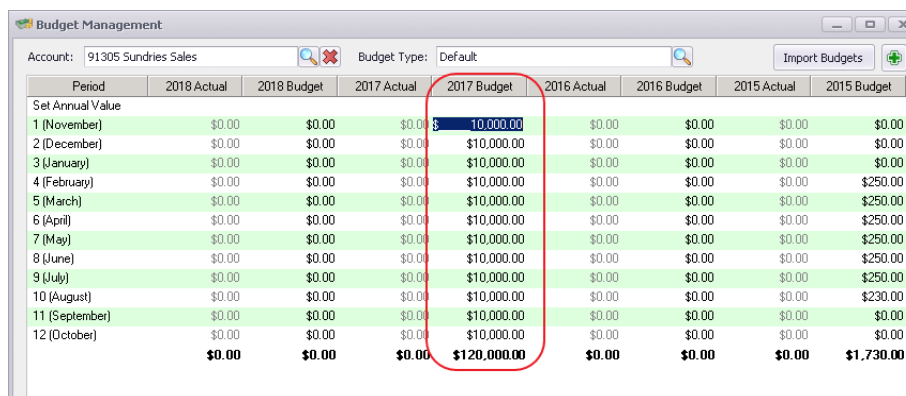 Budget Management
Account: 91305 Sundries Sales Budget Type: Default Import Budgets
Period 2018 Actual 2018 Budget 2017 Actual 2017 Budget 2016 Actual 2016 Budget 2015 Actual 2015 Budget
Set Annual Value
1 (November) $0.00 $0.00 $0.00 $ 10,000.00 $0.00 $0.00 $0.00 $0.00
2 (December) $0.00 $0.00 $0.00 $10,000.00 $0.00 $0.00 $0.00 $0.00
3 (January) $0.00 $0.00 $0.00 $10,000.00 $0.00 $0.00 $0.00 $0.00
4 (February) $0.00 $0.00 $0.00 $10,000.00 $0.00 $0.00 $0.00 $250.00
5 (March) $0.00 $0.00 $0.00 $10,000.00 $0.00 $0.00 $0.00 $250.00
6 (April) $0.00 $0.00 $0.00 $10,000.00 $0.00 $0.00 $0.00 $250.00
7 (May) $0.00 $0.00 $0.00 $10,000.00 $0.00 $0.00 $0.00 $250.00
8 (June) $0.00 $0.00 $0.00 $10,000.00 $0.00 $0.00 $0.00 $250.00
9 (July) $0.00 $0.00 $0.00 $10,000.00 $0.00 $0.00 $0.00 $250.00
10 (August) $0.00 $0.00 $0.00 $10,000.00 $0.00 $0.00 $0.00 $230.00
11 (September) $0.00 $0.00 $0.00 $10,000.00 $0.00 $0.00 $0.00 $0.00
12 (October) $0.00 $0.00 $0.00 $10,000.00 $0.00 $0.00 $0.00 $0.00
$0.00 $0.00 $0.00 $120,000.00 $0.00 $0.00 $0.00 $1,730.00